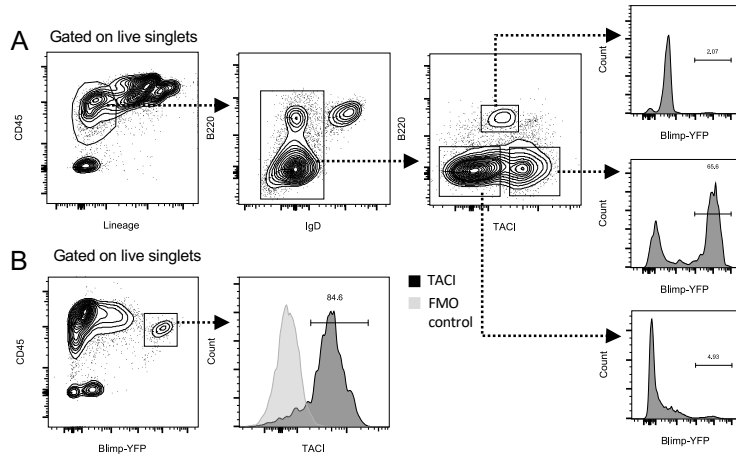 A
Gated on live singlets
CD45
Lineage
B220
IgD
B220
TACI
Count
2.07
Blimp-YFP
Count
65.6
Blimp-YFP
Count
4.93
Blimp-YFP
B
Gated on live singlets
CD45
Blimp-YFP
Count
84.6
TACI
TACI
FMO
control